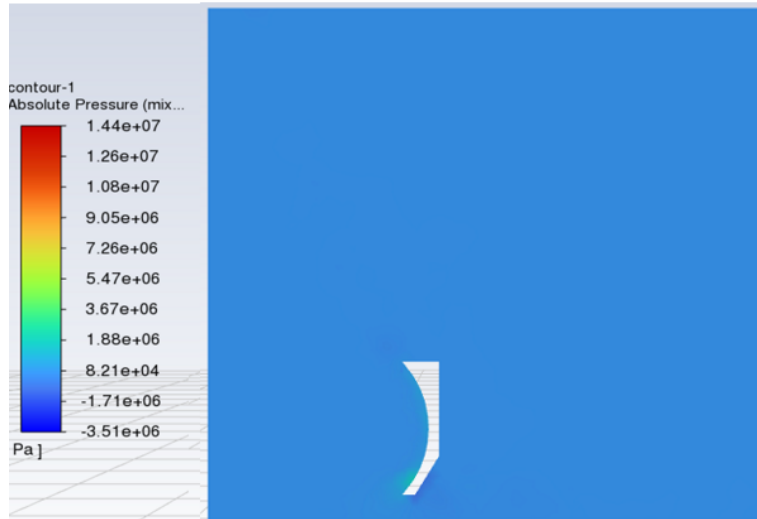 contour-1
Absolute Pressure (mix...
1.44e+07
1.26e+07
1.08e+07
9.05e+06
7.26e+06
5.47e+06
3.67e+06
1.88e+06
8.21e+04
-1.71e+06
-3.51e+06
Pa ]